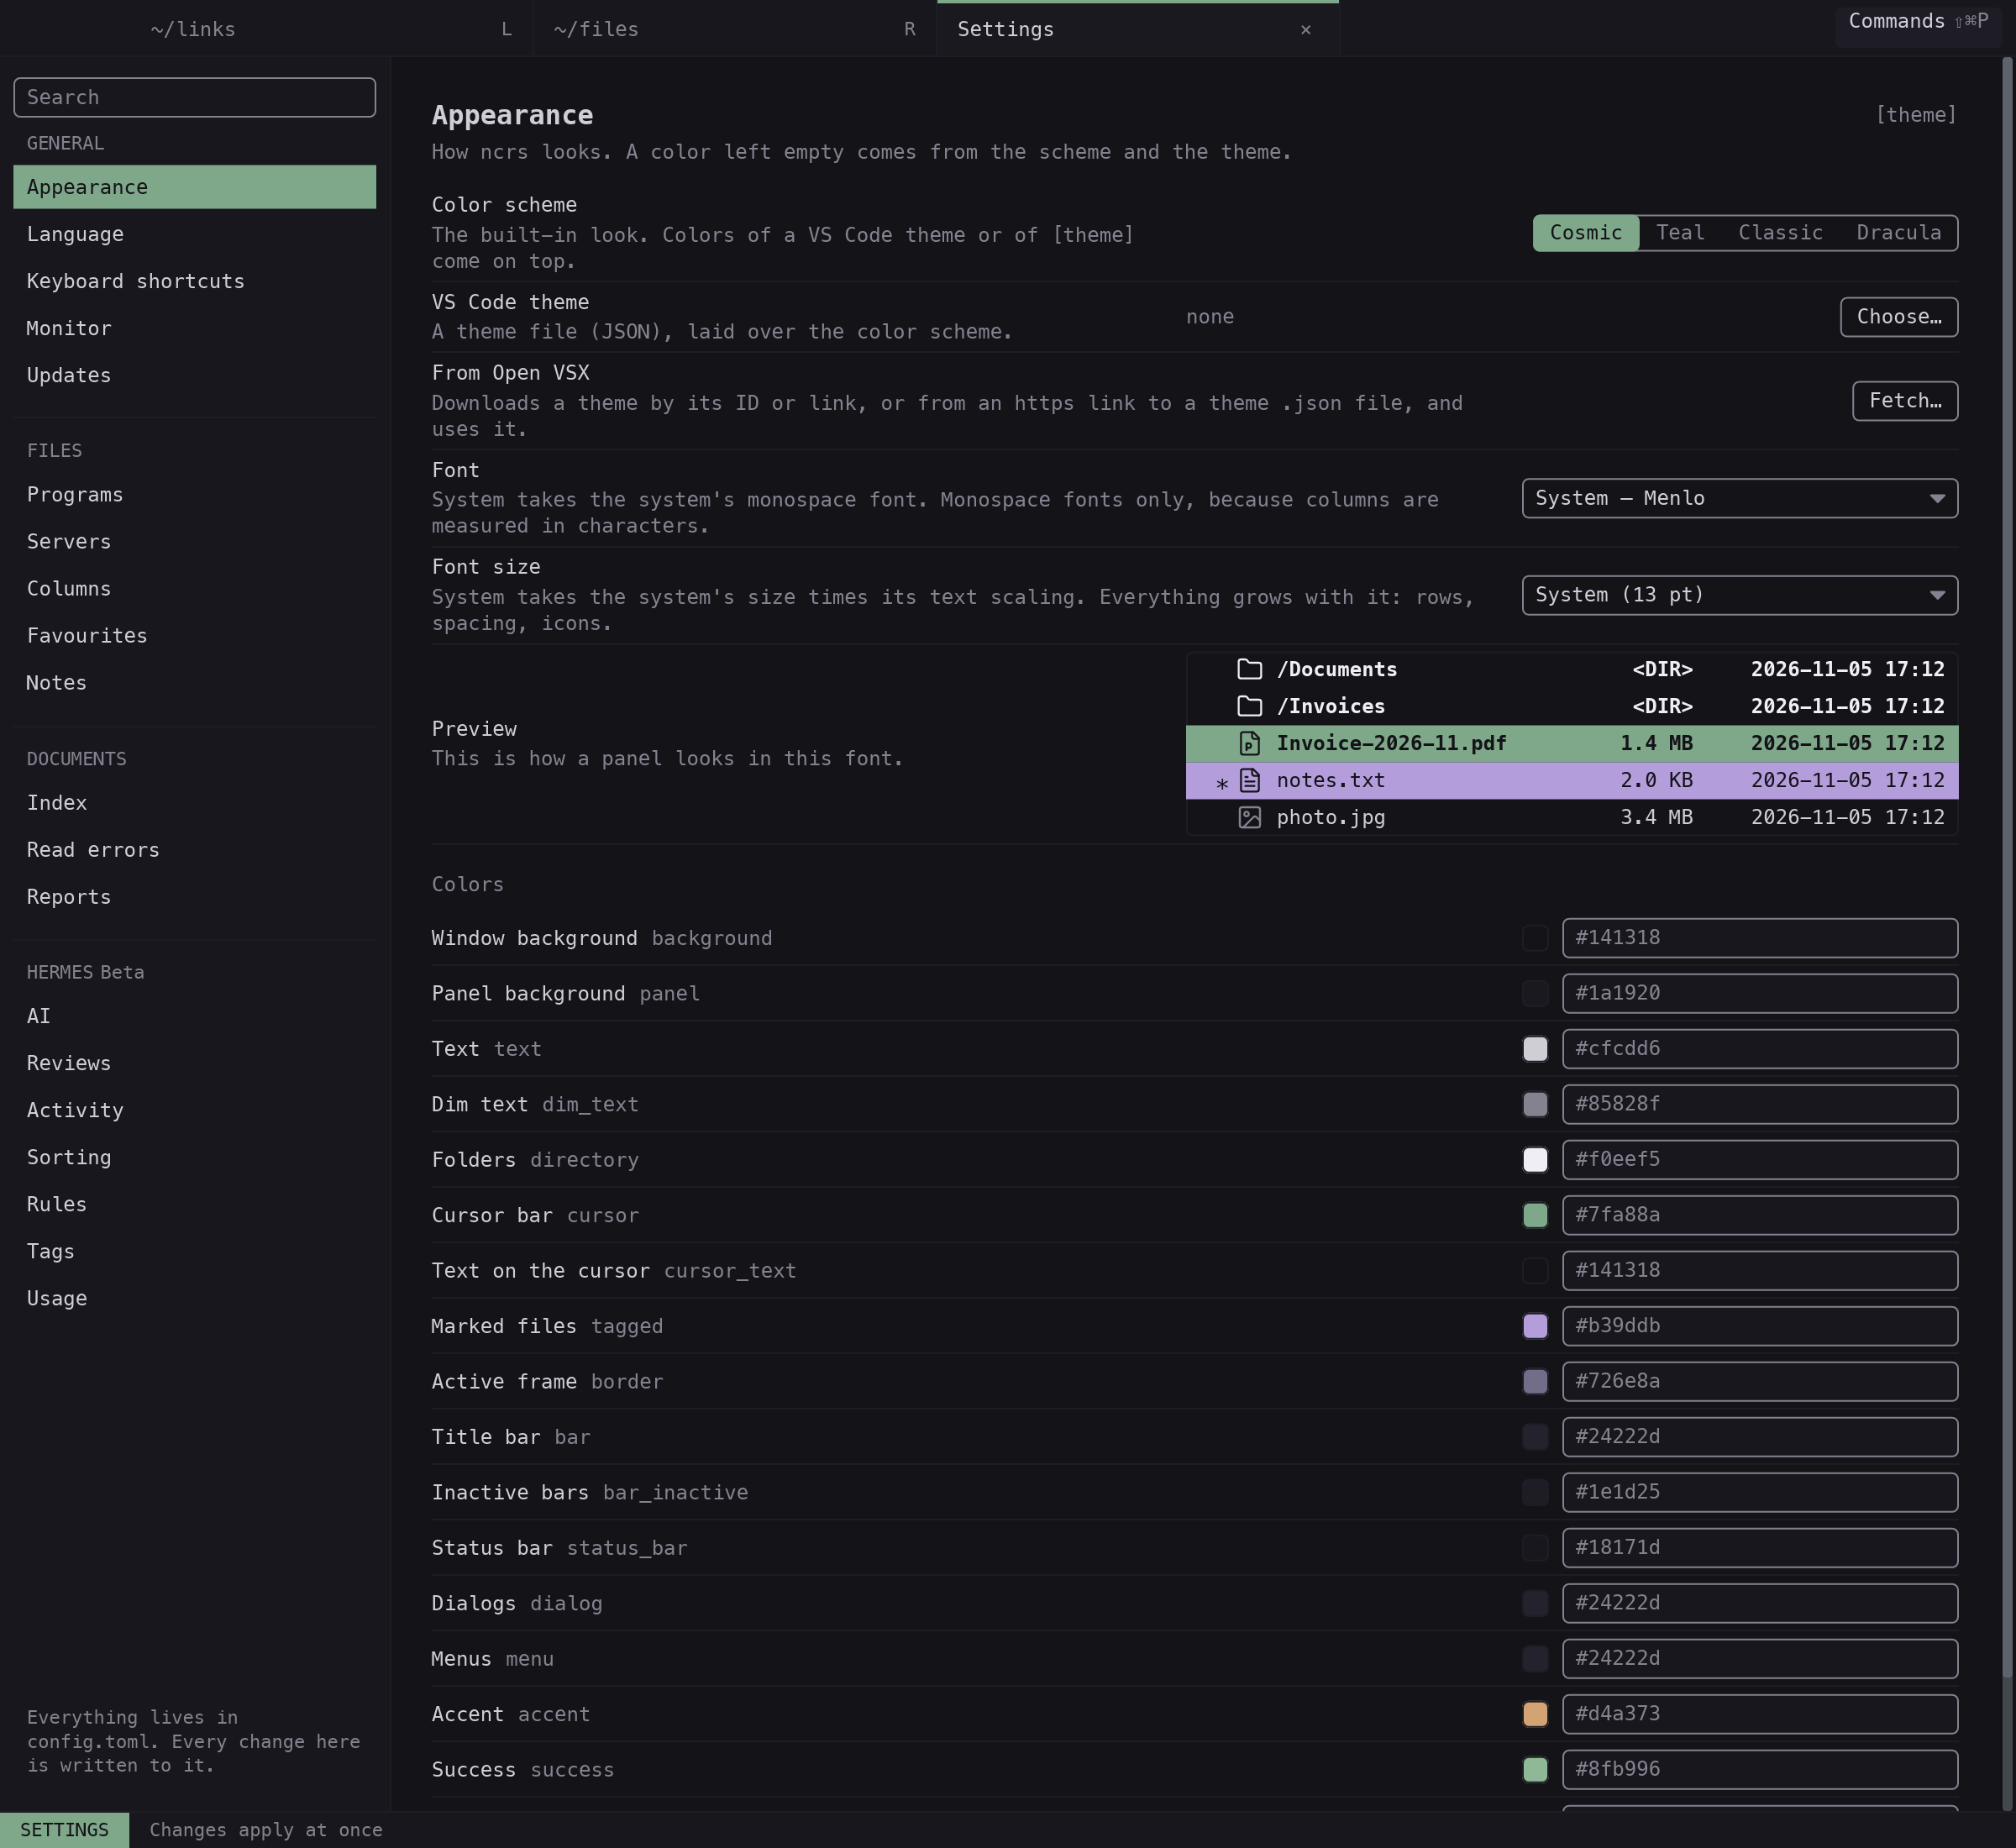 ~/links L ~/files R Settings × Commands ⇧⌘P
Search
GENERAL
Appearance
Language
Keyboard shortcuts
Monitor
Updates
FILES
Programs
Servers
Columns
Favourites
Notes
DOCUMENTS
Index
Read errors
Reports
HERMES Beta
AI
Reviews
Activity
Sorting
Rules
Tags
Usage
Everything lives in
config.toml. Every change here
is written to it.
Appearance [theme]
How ncrs looks. A color left empty comes from the scheme and the theme.
Color scheme
The built-in look. Colors of a VS Code theme or of [theme]
come on top.
Cosmic Teal Classic Dracula
VS Code theme
A theme file (JSON), laid over the color scheme.
none Choose…
From Open VSX
Downloads a theme by its ID or link, or from an https link to a theme .json file, and
uses it.
Fetch…
Font
System takes the system's monospace font. Monospace fonts only, because columns are
measured in characters.
System — Menlo
Font size
System takes the system's size times its text scaling. Everything grows with it: rows,
spacing, icons.
System (13 pt)
Preview
This is how a panel looks in this font.
/Documents <DIR> 2026-11-05 17:12
/Invoices <DIR> 2026-11-05 17:12
Invoice-2026-11.pdf 1.4 MB 2026-11-05 17:12
* notes.txt 2.0 KB 2026-11-05 17:12
photo.jpg 3.4 MB 2026-11-05 17:12
Colors
Window background background #141318
Panel background panel #1a1920
Text text #cfcdd6
Dim text dim_text #85828f
Folders directory #f0eef5
Cursor bar cursor #7fa88a
Text on the cursor cursor_text #141318
Marked files tagged #b39ddb
Active frame border #726e8a
Title bar bar #24222d
Inactive bars bar_inactive #1e1d25
Status bar status_bar #18171d
Dialogs dialog #24222d
Menus menu #24222d
Accent accent #d4a373
Success success #8fb996
SETTINGS Changes apply at once